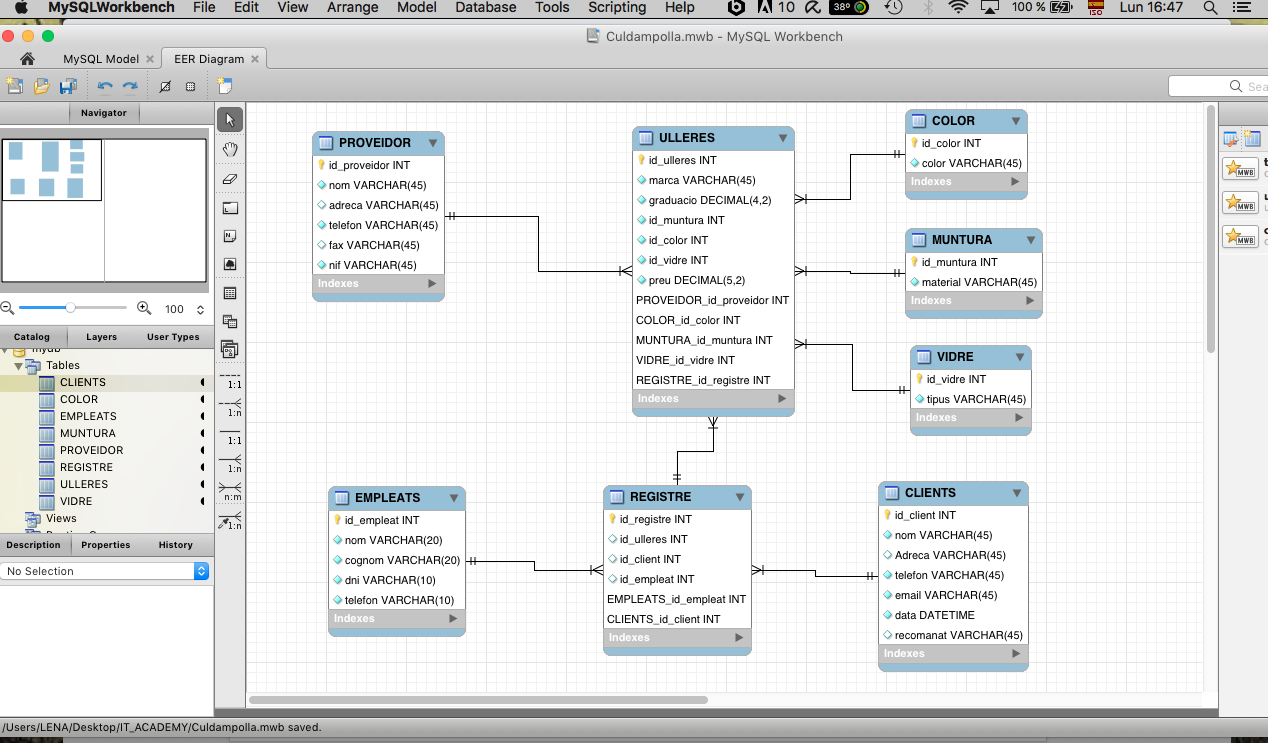 MySQLWorkbench File Edit View Arrange Model Database Tools Scripting Help 10 38° 100 % ISO Lun 16:47
Culdampolla.mwb - MySQL Workbench
MySQL Model EER Diagram
Sea
Navigator
100
Catalog Layers User Types
mydb
Tables
CLIENTS
COLOR
EMPLEATS
MUNTURA
PROVEIDOR
REGISTRE
ULLERES
VIDRE
Views
Description Properties History
No Selection
1:1
1:n
1:1
1:n
n:m
1:n
PROVEIDOR
id_proveidor INT
nom VARCHAR(45)
adreca VARCHAR(45)
telefon VARCHAR(45)
fax VARCHAR(45)
nif VARCHAR(45)
Indexes
ULLERES
id_ulleres INT
marca VARCHAR(45)
graduacio DECIMAL(4,2)
id_muntura INT
id_color INT
id_vidre INT
preu DECIMAL(5,2)
PROVEIDOR_id_proveidor INT
COLOR_id_color INT
MUNTURA_id_muntura INT
VIDRE_id_vidre INT
REGISTRE_id_registre INT
Indexes
COLOR
id_color INT
color VARCHAR(45)
Indexes
MUNTURA
id_muntura INT
material VARCHAR(45)
Indexes
VIDRE
id_vidre INT
tipus VARCHAR(45)
Indexes
EMPLEATS
id_empleat INT
nom VARCHAR(20)
cognom VARCHAR(20)
dni VARCHAR(10)
telefon VARCHAR(10)
Indexes
REGISTRE
id_registre INT
id_ulleres INT
id_client INT
id_empleat INT
EMPLEATS_id_empleat INT
CLIENTS_id_client INT
Indexes
CLIENTS
id_client INT
nom VARCHAR(45)
Adreca VARCHAR(45)
telefon VARCHAR(45)
email VARCHAR(45)
data DATETIME
recomanat VARCHAR(45)
Indexes
MWB
MWB
MWB
/Users/LENA/Desktop/IT_ACADEMY/Culdampolla.mwb saved.